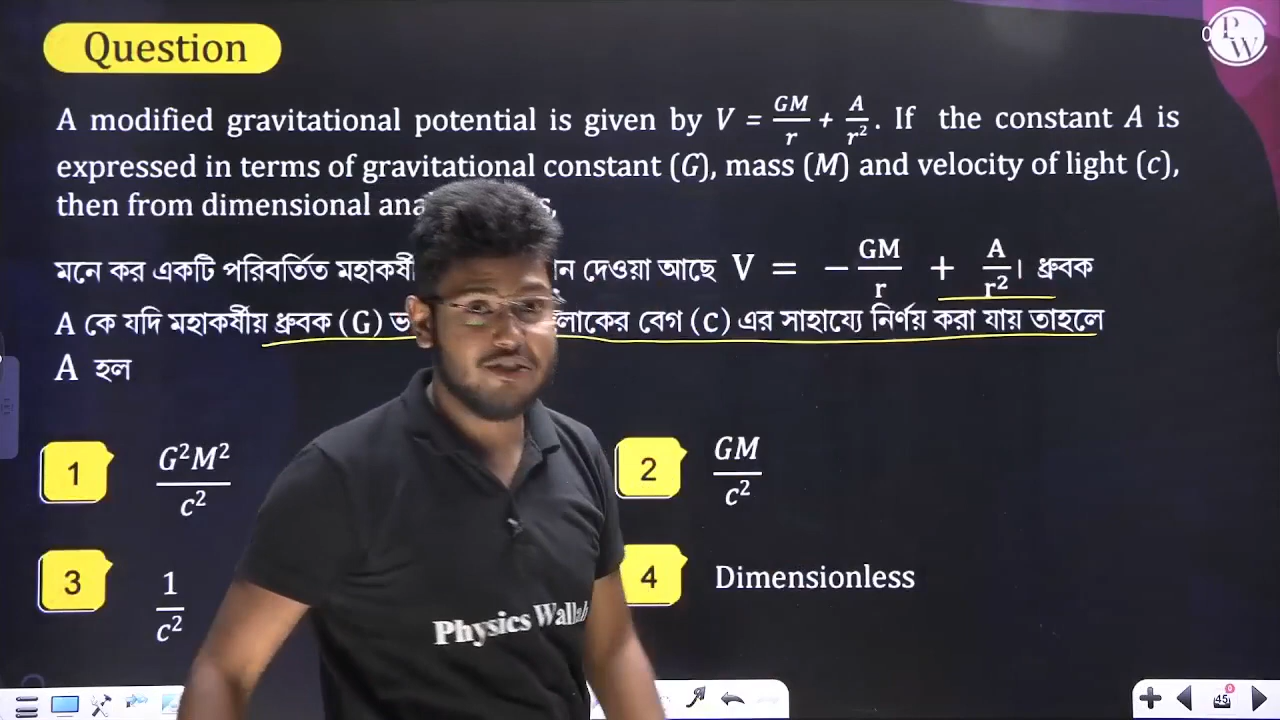 Question
PW
A modified gravitational potential is given by V = GM/r + A/r². If the constant A is
expressed in terms of gravitational constant (G), mass (M) and velocity of light (c),
then from dimensional
মনে কর একটি পরিবর্তিত দেওয়া আছে V = − GM/r + A/r²। ধ্রুবক
A কে যদি মহাকর্ষীয় ধ্রুবক (G) বেগ (c) এর সাহায্যে নির্ণয় করা যায় তাহলে
A হল
1 G²M²/c²
2 GM/c²
3 1/c²
4 Dimensionless
Physics Wallah
45